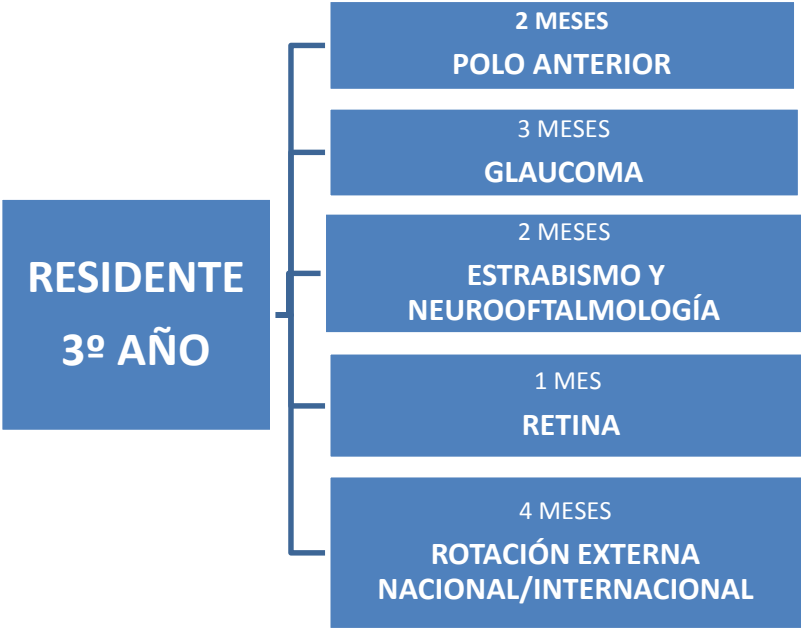 RESIDENTE
3º AÑO
2 MESES
POLO ANTERIOR
3 MESES
GLAUCOMA
2 MESES
ESTRABISMO Y
NEUROOFTALMOLOGÍA
1 MES
RETINA
4 MESES
ROTACIÓN EXTERNA
NACIONAL/INTERNACIONAL